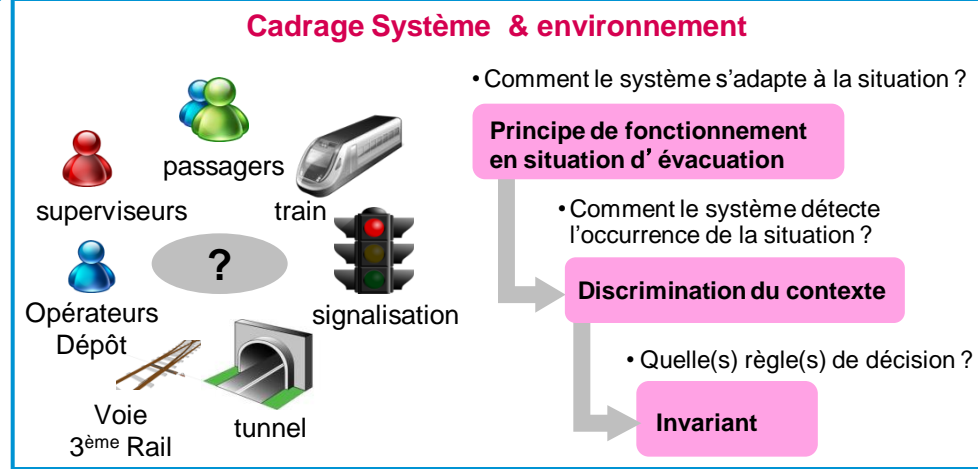 Cadrage Système & environnement
passagers
superviseurs
train
?
Opérateurs
Dépôt
signalisation
Voie
3ème Rail
tunnel
• Comment le système s’adapte à la situation ?
Principe de fonctionnement
en situation d’ évacuation
• Comment le système détecte
l’occurrence de la situation ?
Discrimination du contexte
• Quelle(s) règle(s) de décision ?
Invariant